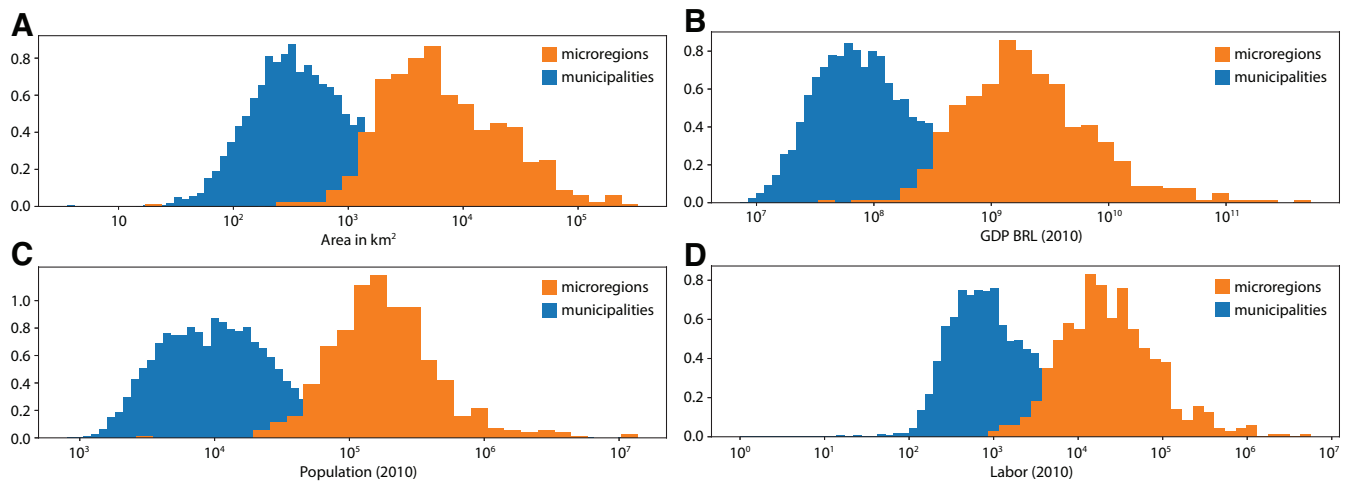 A
0.8
0.6
0.4
0.2
0.0
microregions
municipalities
10
10²
10³
10⁴
10⁵
Area in km²
B
0.8
0.6
0.4
0.2
0.0
microregions
municipalities
10⁷
10⁸
10⁹
10¹⁰
10¹¹
GDP BRL (2010)
C
1.0
0.8
0.6
0.4
0.2
0.0
microregions
municipalities
10³
10⁴
10⁵
10⁶
10⁷
Population (2010)
D
0.8
0.6
0.4
0.2
0.0
microregions
municipalities
10⁰
10¹
10²
10³
10⁴
10⁵
10⁶
10⁷
Labor (2010)